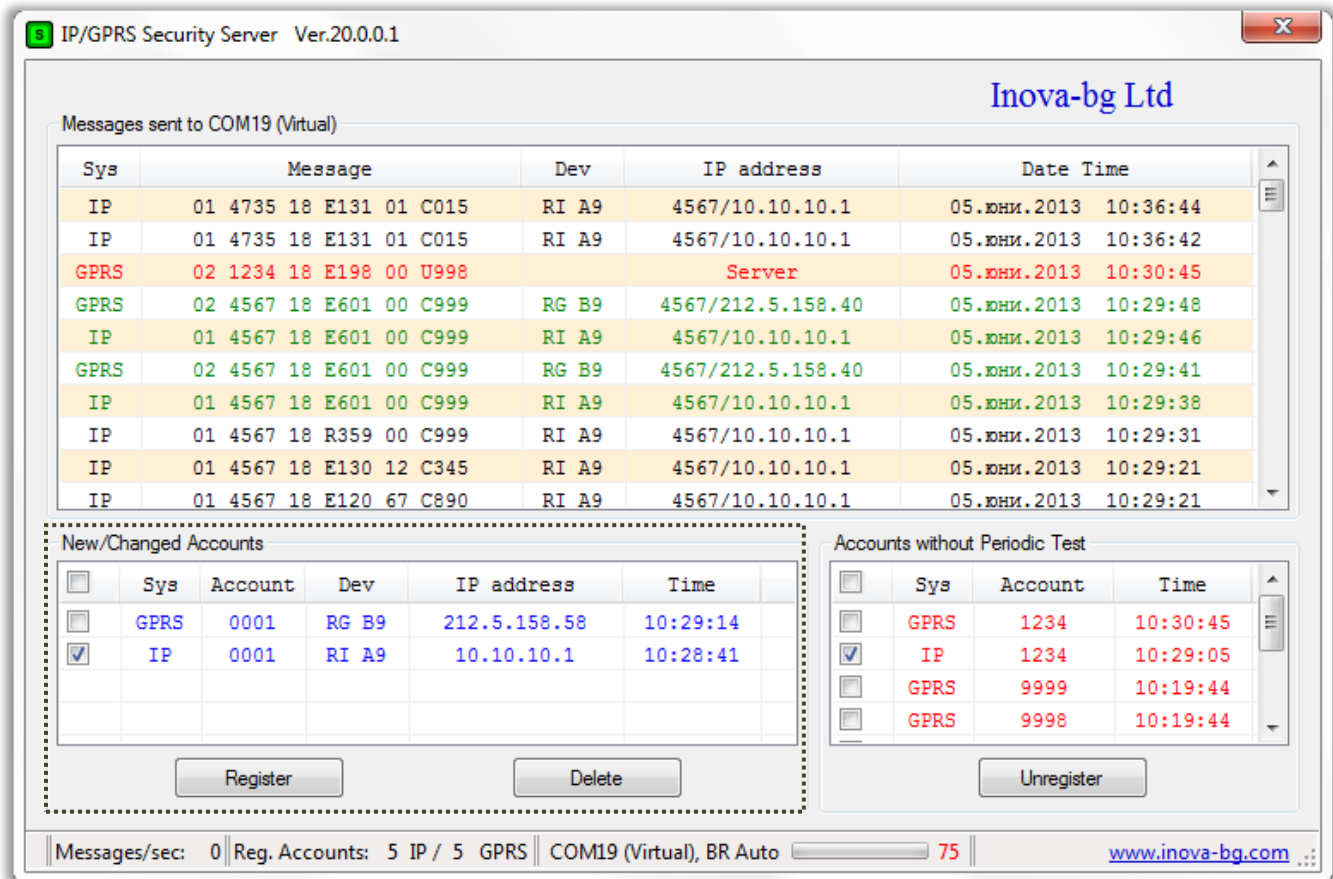 S IP/GPRS Security Server Ver.20.0.0.1 X
Inova-bg Ltd
Messages sent to COM19 (Virtual)
Sys Message Dev IP address Date Time
IP 01 4735 18 E131 01 C015 RI A9 4567/10.10.10.1 05.юни.2013 10:36:44
IP 01 4735 18 E131 01 C015 RI A9 4567/10.10.10.1 05.юни.2013 10:36:42
GPRS 02 1234 18 E198 00 U998 Server 05.юни.2013 10:30:45
GPRS 02 4567 18 E601 00 C999 RG B9 4567/212.5.158.40 05.юни.2013 10:29:48
IP 01 4567 18 E601 00 C999 RI A9 4567/10.10.10.1 05.юни.2013 10:29:46
GPRS 02 4567 18 E601 00 C999 RG B9 4567/212.5.158.40 05.юни.2013 10:29:41
IP 01 4567 18 E601 00 C999 RI A9 4567/10.10.10.1 05.юни.2013 10:29:38
IP 01 4567 18 R359 00 C999 RI A9 4567/10.10.10.1 05.юни.2013 10:29:31
IP 01 4567 18 E130 12 C345 RI A9 4567/10.10.10.1 05.юни.2013 10:29:21
IP 01 4567 18 E120 67 C890 RI A9 4567/10.10.10.1 05.юни.2013 10:29:21
New/Changed Accounts
Sys Account Dev IP address Time
GPRS 0001 RG B9 212.5.158.58 10:29:14
IP 0001 RI A9 10.10.10.1 10:28:41
Register Delete
Accounts without Periodic Test
Sys Account Time
GPRS 1234 10:30:45
IP 1234 10:29:05
GPRS 9999 10:19:44
GPRS 9998 10:19:44
Unregister
Messages/sec: 0 Reg. Accounts: 5 IP / 5 GPRS COM19 (Virtual), BR Auto 75 www.inova-bg.com